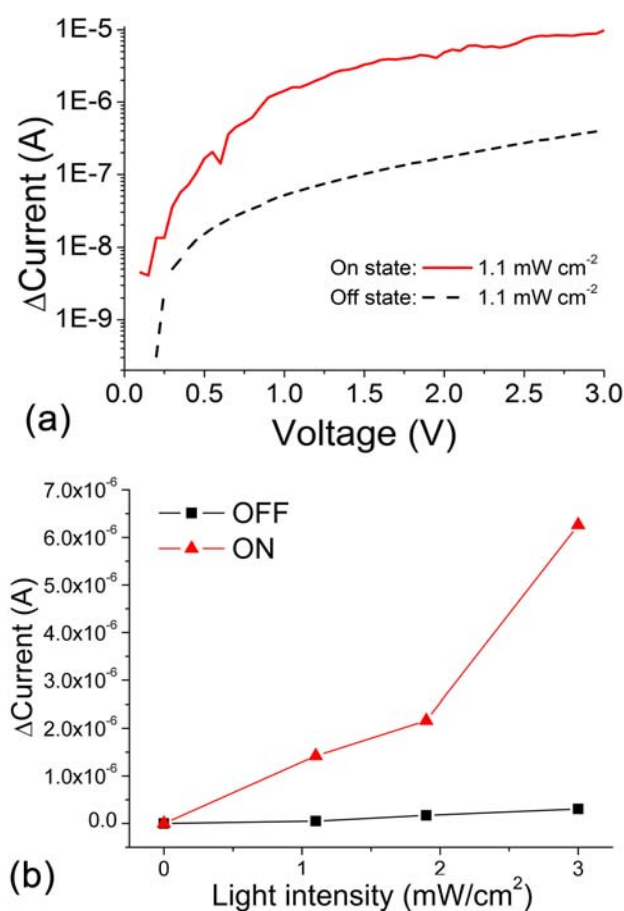 1E-5
1E-6
1E-7
1E-8
1E-9
ΔCurrent (A)
On state: 1.1 mW cm⁻²
Off state: 1.1 mW cm⁻²
0.0 0.5 1.0 1.5 2.0 2.5 3.0
(a)
Voltage (V)
7.0x10⁻⁶
6.0x10⁻⁶
5.0x10⁻⁶
4.0x10⁻⁶
3.0x10⁻⁶
2.0x10⁻⁶
1.0x10⁻⁶
0.0
ΔCurrent (A)
OFF
ON
0 1 2 3
(b)
Light intensity (mW/cm²)